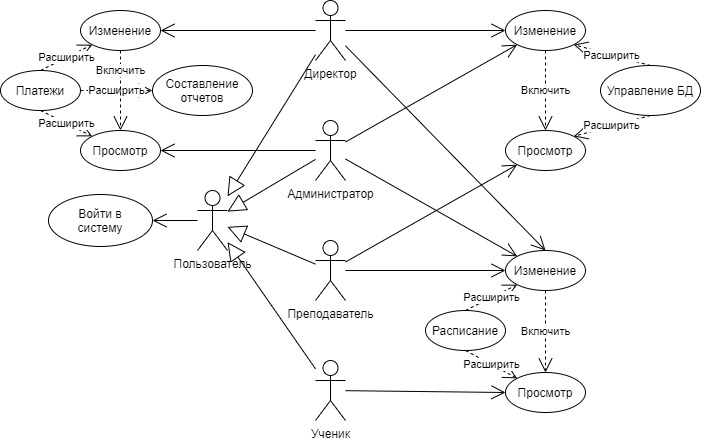 Изменение
Изменение
Расширить
Расширить
Директор
Включить
Платежи
Расширить
Составление
отчетов
Включить
Управление БД
Расширить
Расширить
Просмотр
Просмотр
Администратор
Войти в
систему
Пользователь
Изменение
Расширить
Преподаватель
Расписание
Включить
Расширить
Просмотр
Ученик